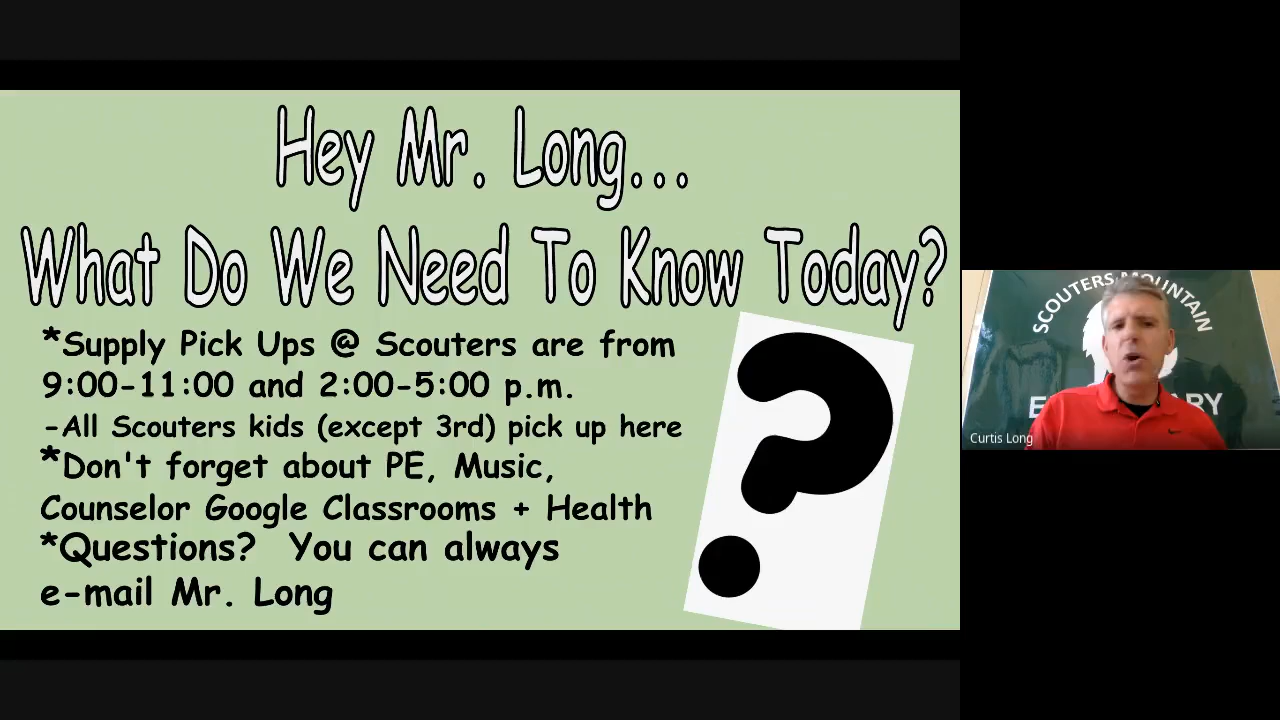 Hey Mr. Long...
What Do We Need To Know Today?
*Supply Pick Ups @ Scouters are from
9:00-11:00 and 2:00-5:00 p.m.
-All Scouters kids (except 3rd) pick up here
*Don't forget about PE, Music,
Counselor Google Classrooms + Health
*Questions?  You can always
e-mail Mr. Long
SCOUTERS MOUNTAIN
Curtis Long